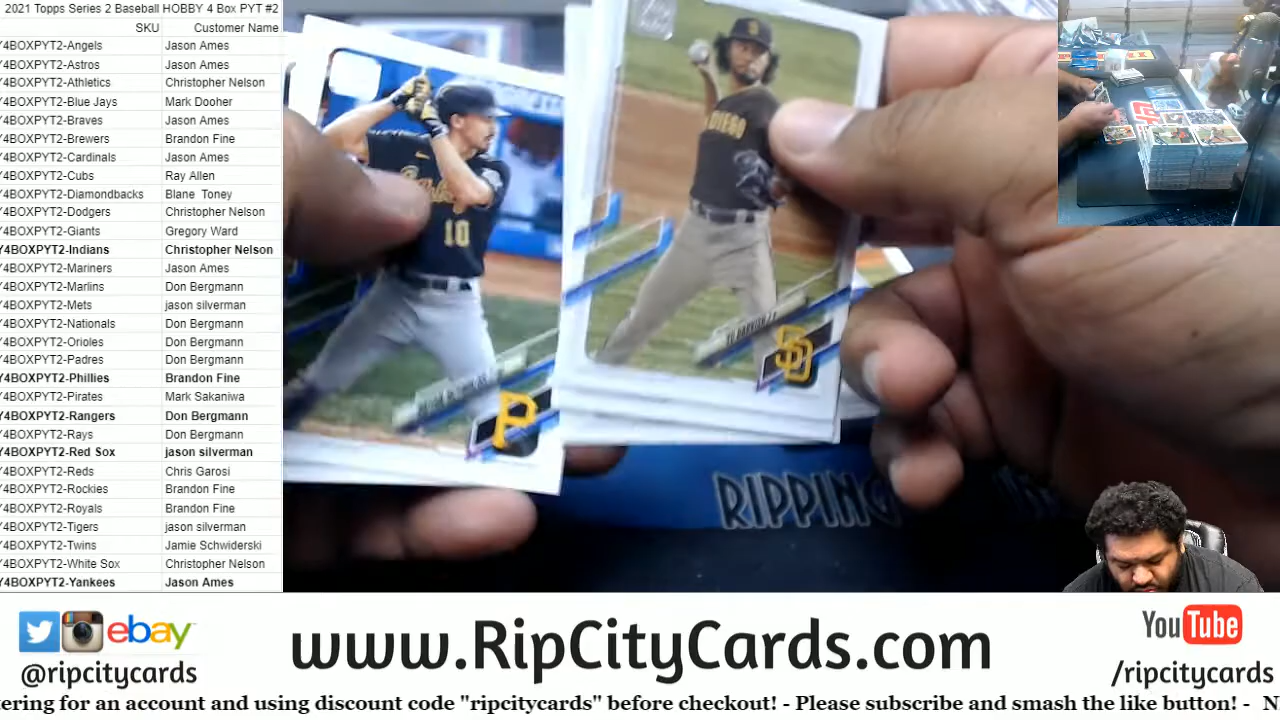 2021 Topps Series 2 Baseball HOBBY 4 Box PYT #2
SKU Customer Name
Y4BOXPYT2-Angels Jason Ames
Y4BOXPYT2-Astros Jason Ames
Y4BOXPYT2-Athletics Christopher Nelson
Y4BOXPYT2-Blue Jays Mark Dooher
Y4BOXPYT2-Braves Jason Ames
Y4BOXPYT2-Brewers Brandon Fine
Y4BOXPYT2-Cardinals Jason Ames
Y4BOXPYT2-Cubs Ray Allen
Y4BOXPYT2-Diamondbacks Blane Toney
Y4BOXPYT2-Dodgers Christopher Nelson
Y4BOXPYT2-Giants Gregory Ward
Y4BOXPYT2-Indians Christopher Nelson
Y4BOXPYT2-Mariners Jason Ames
Y4BOXPYT2-Marlins Don Bergmann
Y4BOXPYT2-Mets jason silverman
Y4BOXPYT2-Nationals Don Bergmann
Y4BOXPYT2-Orioles Don Bergmann
Y4BOXPYT2-Padres Don Bergmann
Y4BOXPYT2-Phillies Brandon Fine
Y4BOXPYT2-Pirates Mark Sakaniwa
Y4BOXPYT2-Rangers Don Bergmann
Y4BOXPYT2-Rays Don Bergmann
Y4BOXPYT2-Red Sox jason silverman
Y4BOXPYT2-Reds Chris Garosi
Y4BOXPYT2-Rockies Brandon Fine
Y4BOXPYT2-Royals Brandon Fine
Y4BOXPYT2-Tigers jason silverman
Y4BOXPYT2-Twins Jamie Schwiderski
Y4BOXPYT2-White Sox Christopher Nelson
Y4BOXPYT2-Yankees Jason Ames
10
P
DIEGO
SD
RIPPING
ebay
@ripcitycards
www.RipCityCards.com
YouTube
/ripcitycards
tering for an account and using discount code "ripcitycards" before checkout! - Please subscribe and smash the like button! - N